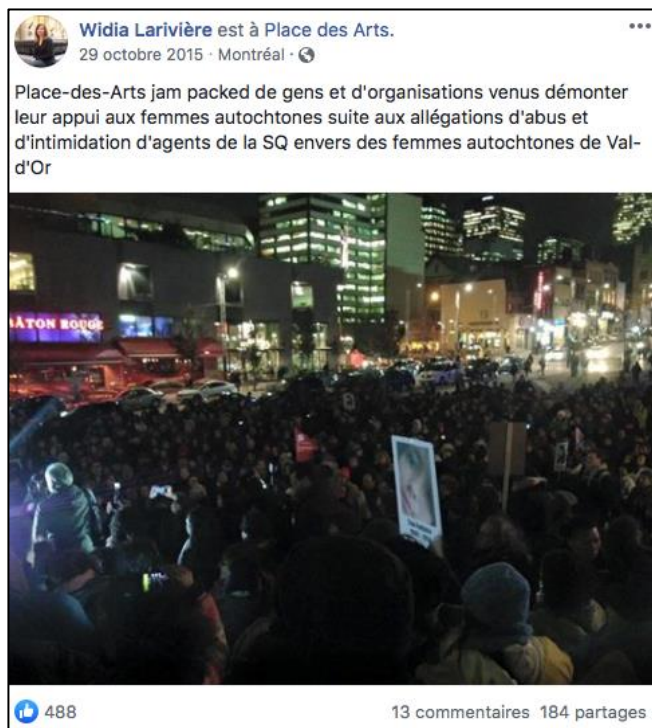 Widia Larivière est à Place des Arts.
29 octobre 2015 · Montréal ·
Place-des-Arts jam packed de gens et d'organisations venus démonter
leur appui aux femmes autochtones suite aux allégations d'abus et
d'intimidation d'agents de la SQ envers des femmes autochtones de Val-
d'Or
BÂTON ROUGE
488
13 commentaires 184 partages